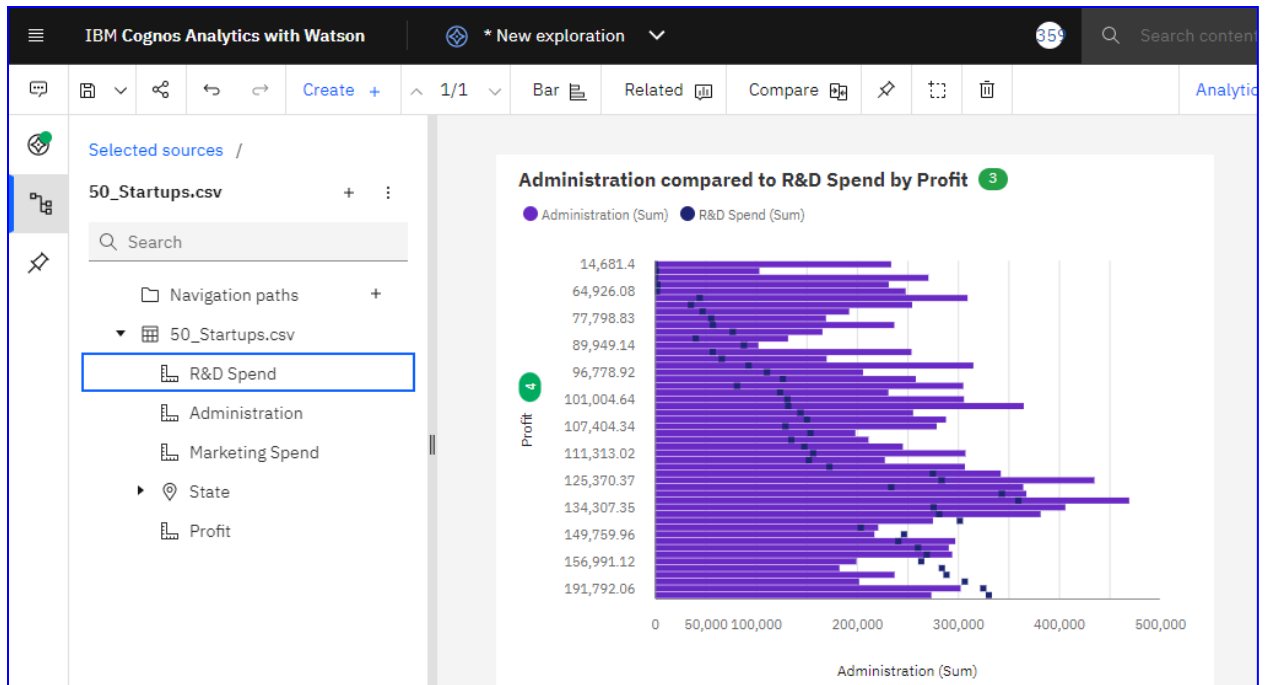 IBM Cognos Analytics with Watson
* New exploration
359
Search content
Create +
1/1
Bar
Related
Compare
Analytic
Selected sources /
50_Startups.csv
Search
Navigation paths
50_Startups.csv
R&D Spend
Administration
Marketing Spend
State
Profit
Administration compared to R&D Spend by Profit 3
Administration (Sum) R&D Spend (Sum)
14,681.4
64,926.08
77,798.83
89,949.14
96,778.92
101,004.64
107,404.34
111,313.02
125,370.37
134,307.35
149,759.96
156,991.12
191,792.06
Profit 4
0 50,000 100,000 200,000 300,000 400,000 500,000
Administration (Sum)